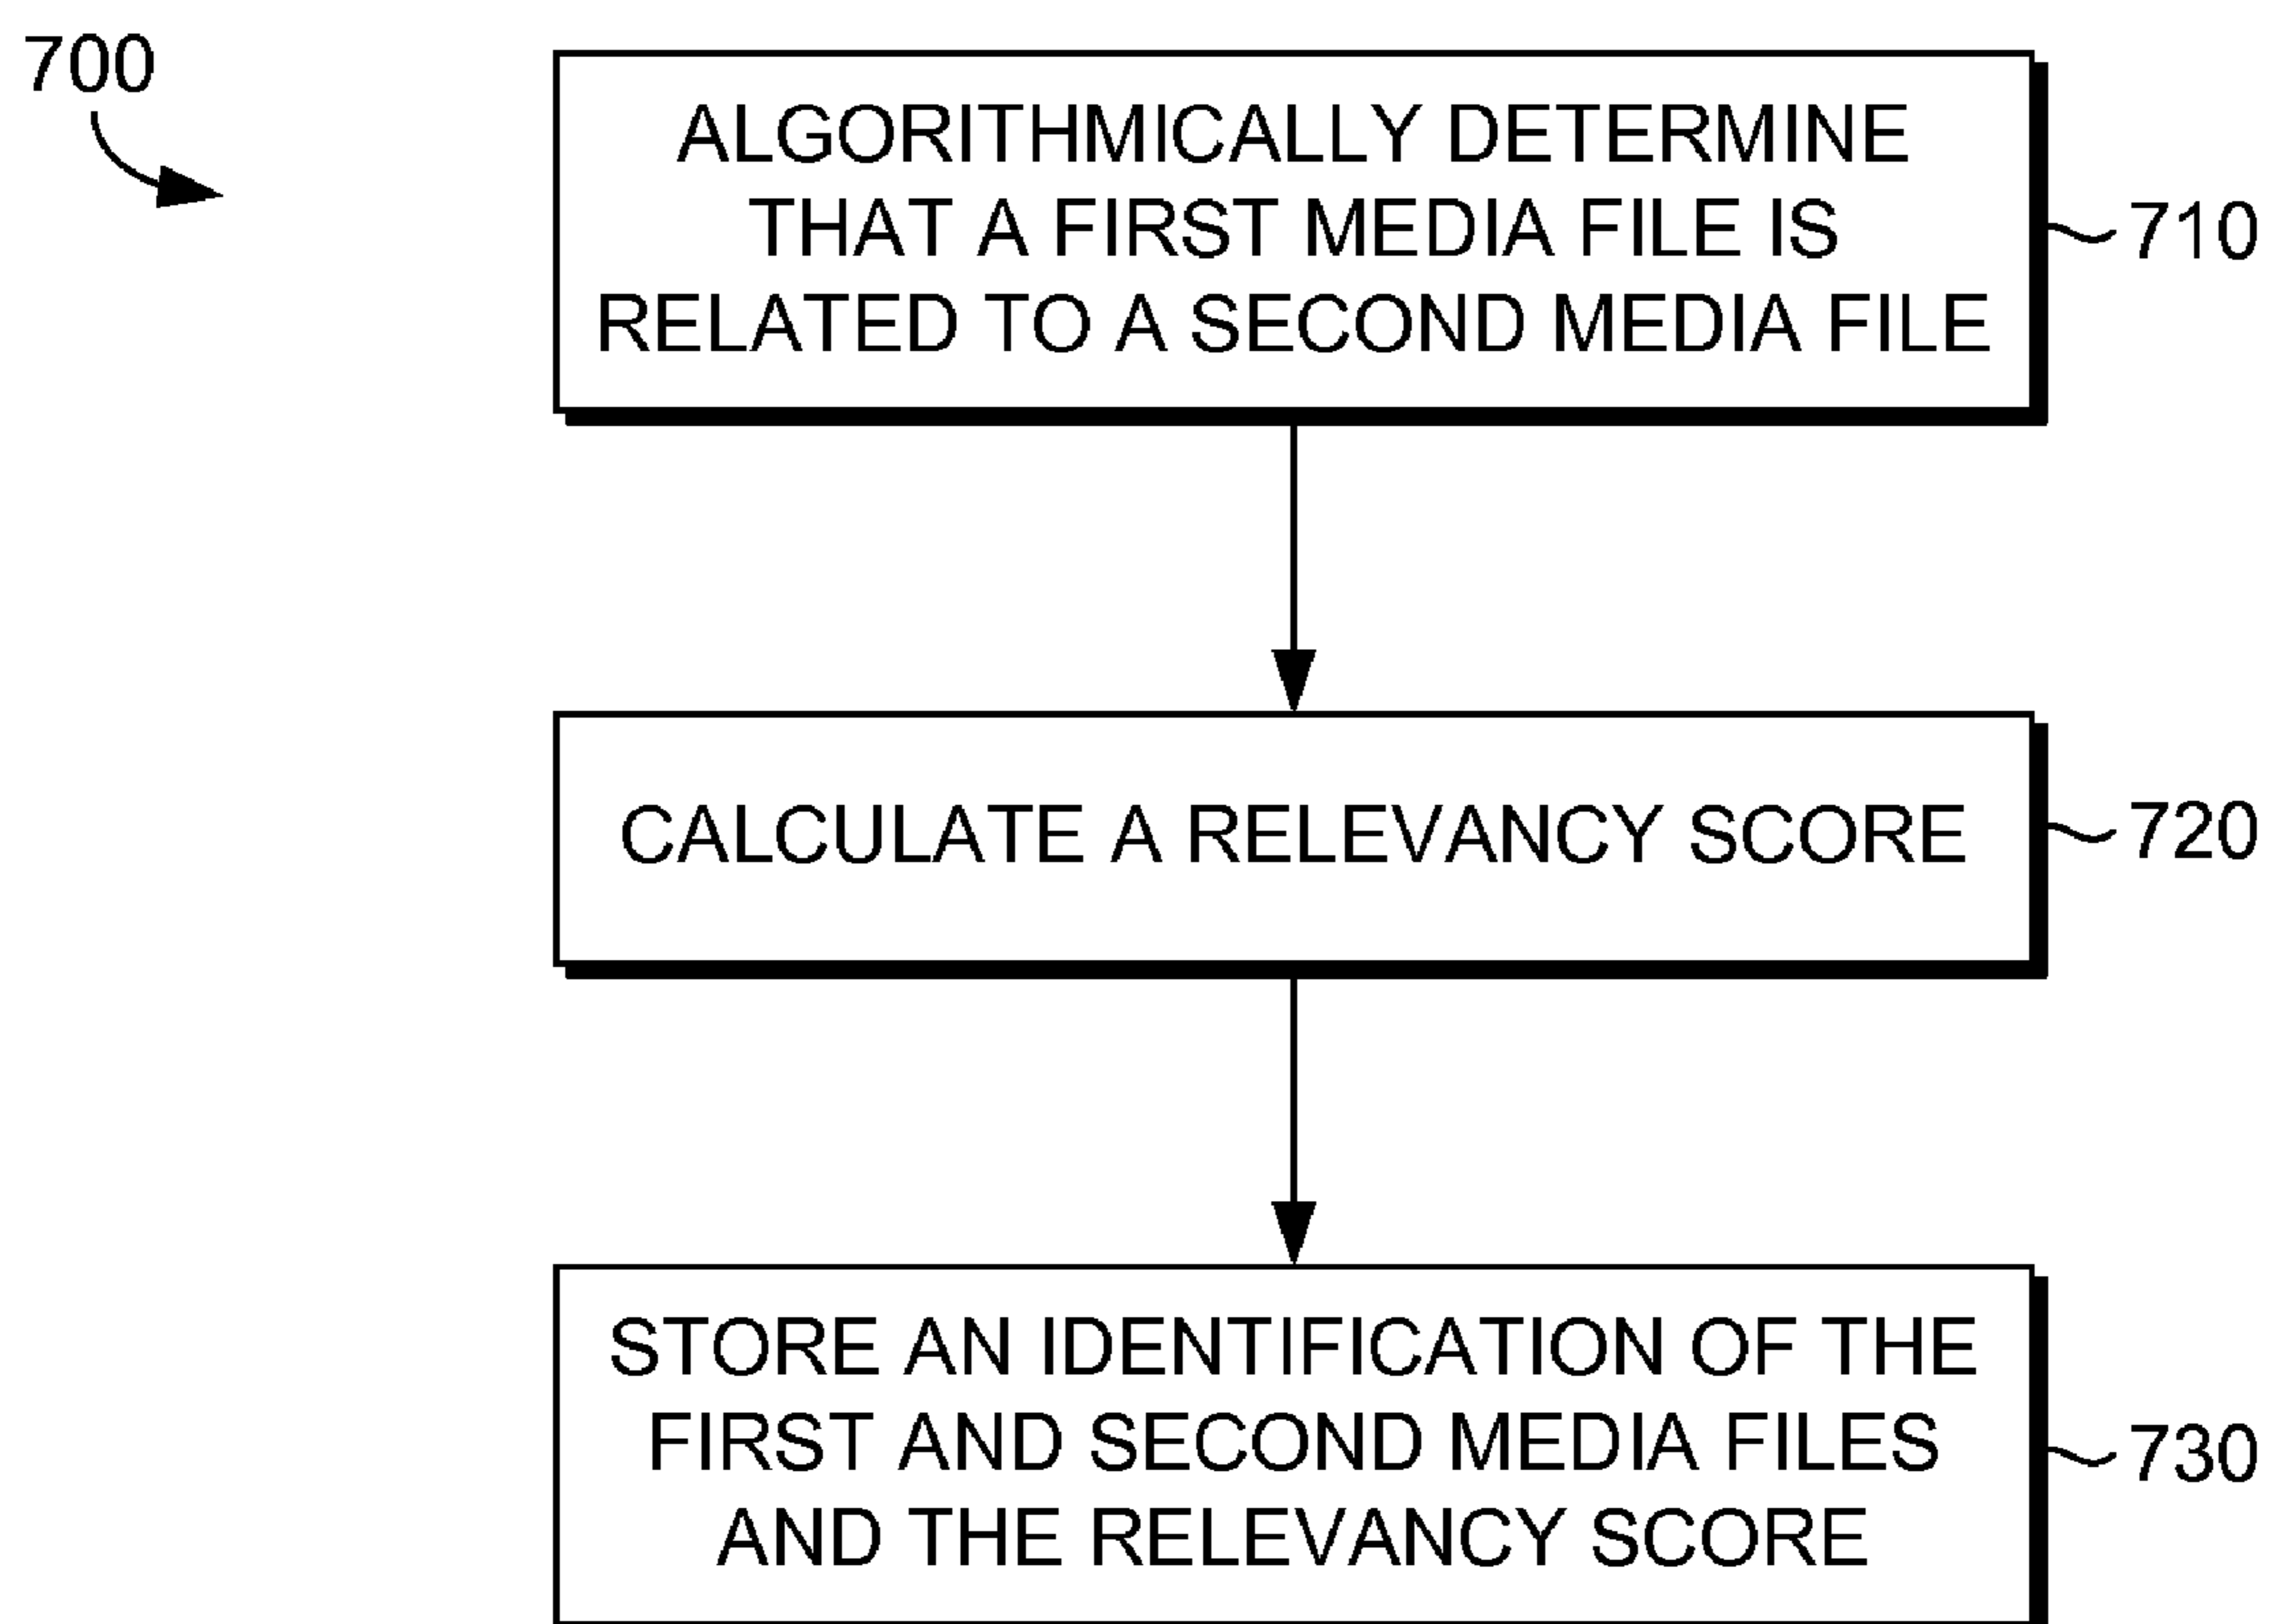 700
ALGORITHMICALLY DETERMINE
THAT A FIRST MEDIA FILE IS
RELATED TO A SECOND MEDIA FILE
710
CALCULATE A RELEVANCY SCORE
720
STORE AN IDENTIFICATION OF THE
FIRST AND SECOND MEDIA FILES
AND THE RELEVANCY SCORE
730